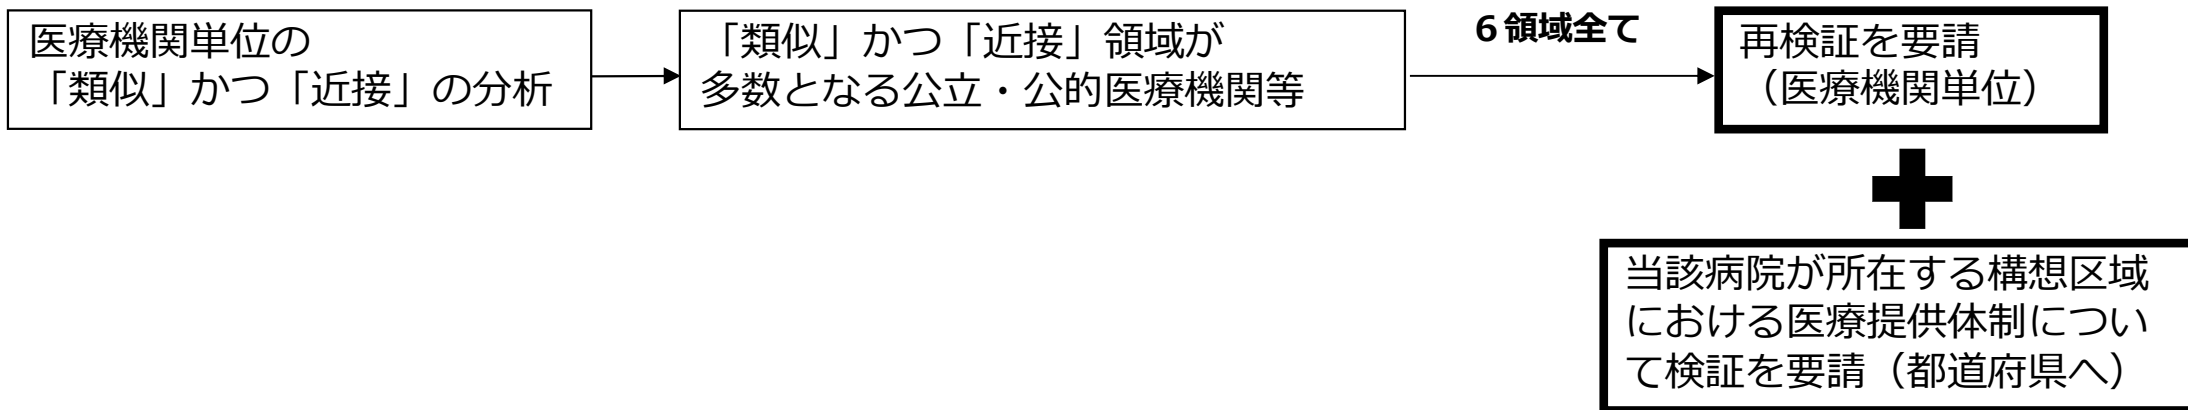 医療機関単位の
「類似」かつ「近接」の分析
「類似」かつ「近接」領域が
多数となる公立・公的医療機関等
６領域全て
再検証を要請
（医療機関単位）
当該病院が所在する構想区域
における医療提供体制につい
て検証を要請（都道府県へ）